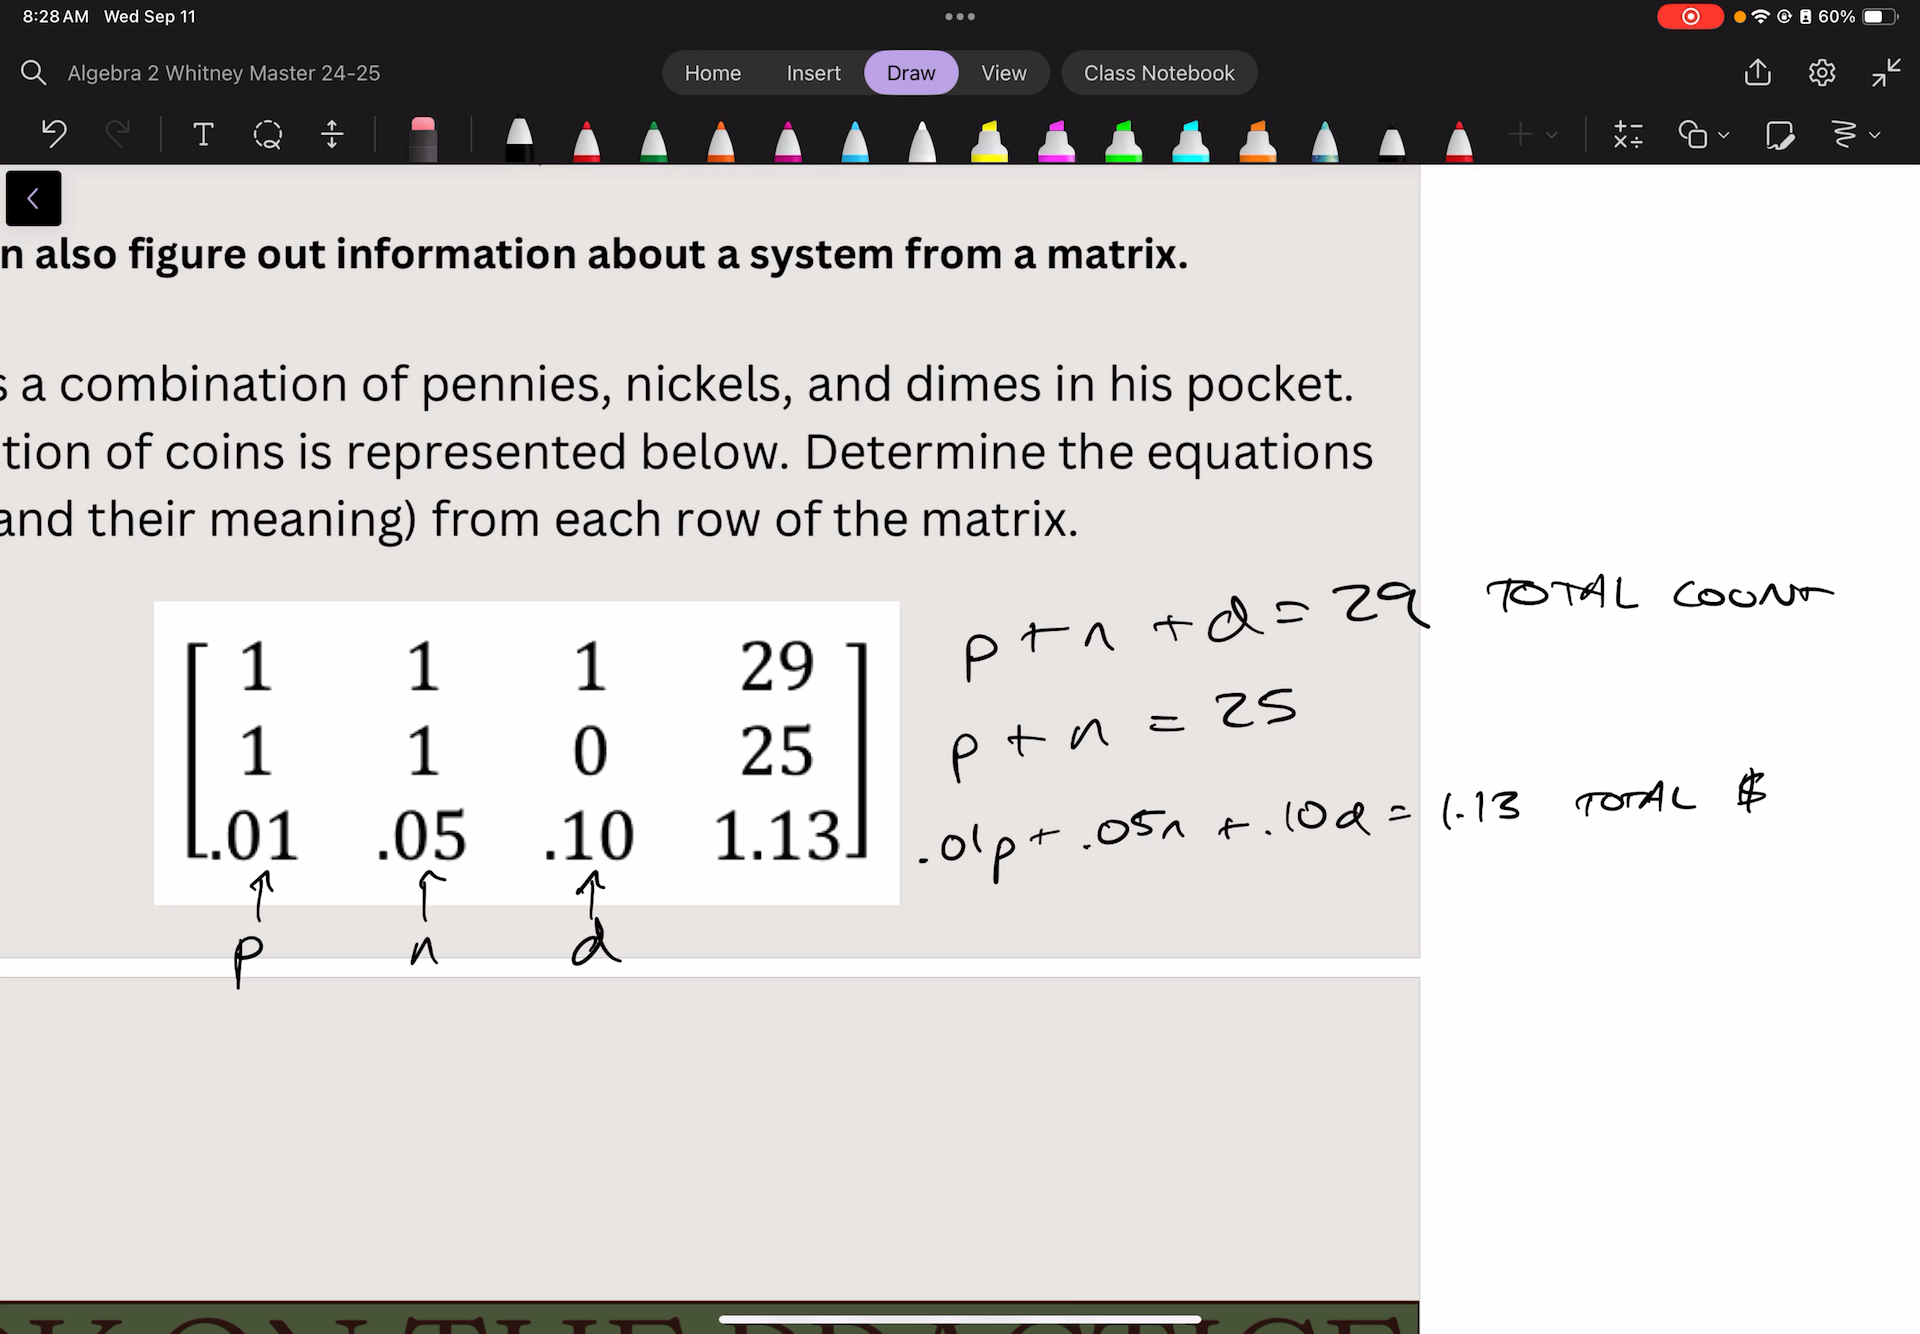 8:28 AM Wed Sep 11
60%
Algebra 2 Whitney Master 24-25
Home Insert Draw View Class Notebook
n also figure out information about a system from a matrix.
s a combination of pennies, nickels, and dimes in his pocket.
tion of coins is represented below. Determine the equations
and their meaning) from each row of the matrix.
1 1 1 29
1 1 0 25
.01 .05 .10 1.13
p n d
p + n + d = 29 TOTAL COUNT
p + n = 25
.01p + .05n + .10d = 1.13 TOTAL $
ON THE PRACTICE